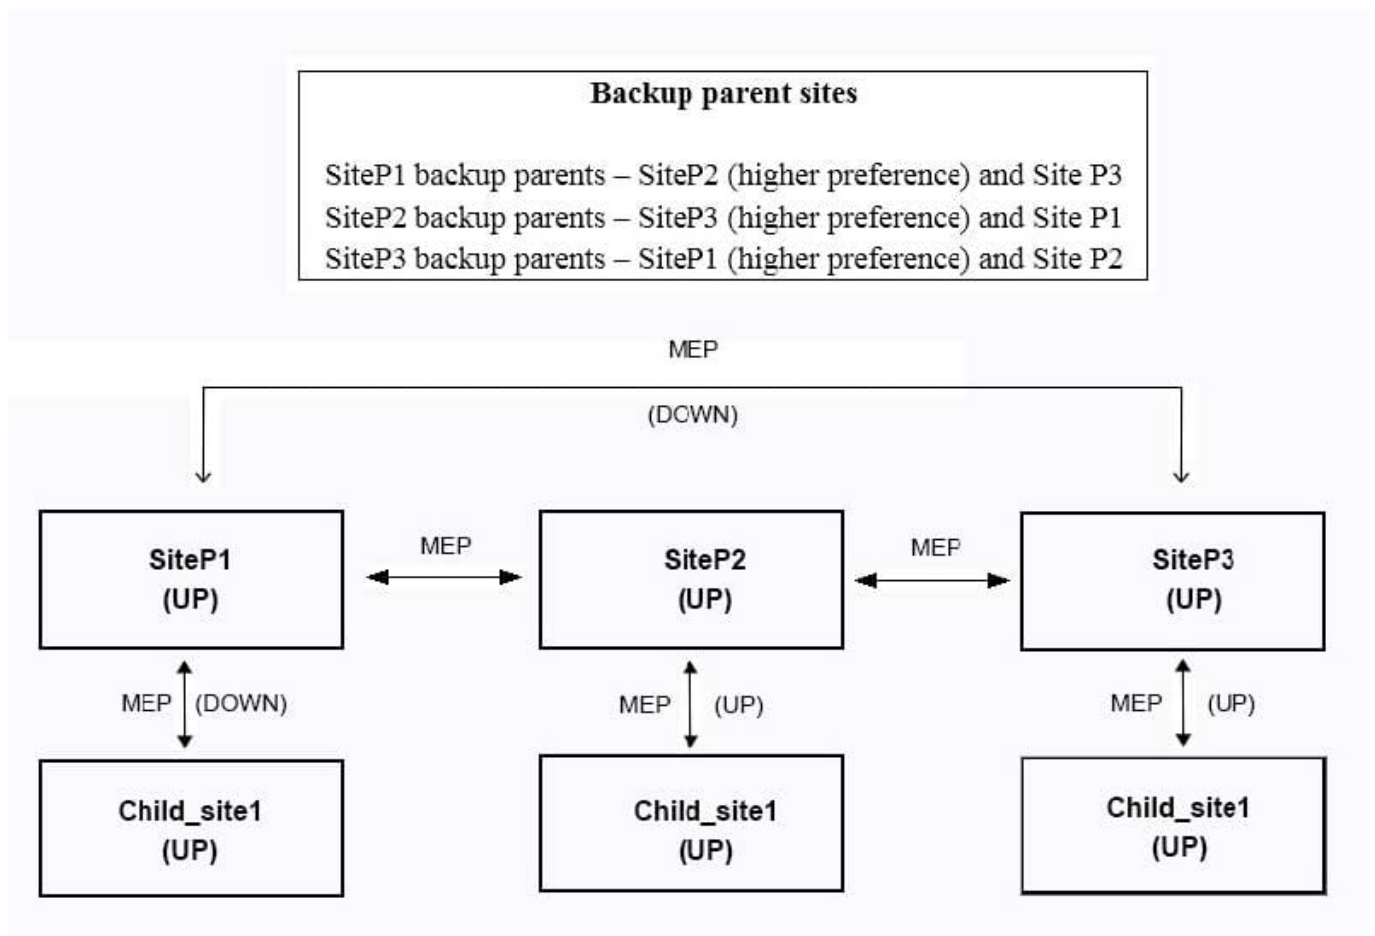 Backup parent sites
SiteP1 backup parents – SiteP2 (higher preference) and Site P3
SiteP2 backup parents – SiteP3 (higher preference) and Site P1
SiteP3 backup parents – SiteP1 (higher preference) and Site P2
MEP
(DOWN)
SiteP1
(UP)
MEP
SiteP2
(UP)
MEP
SiteP3
(UP)
MEP (DOWN)
MEP (UP)
MEP (UP)
Child_site1
(UP)
Child_site1
(UP)
Child_site1
(UP)